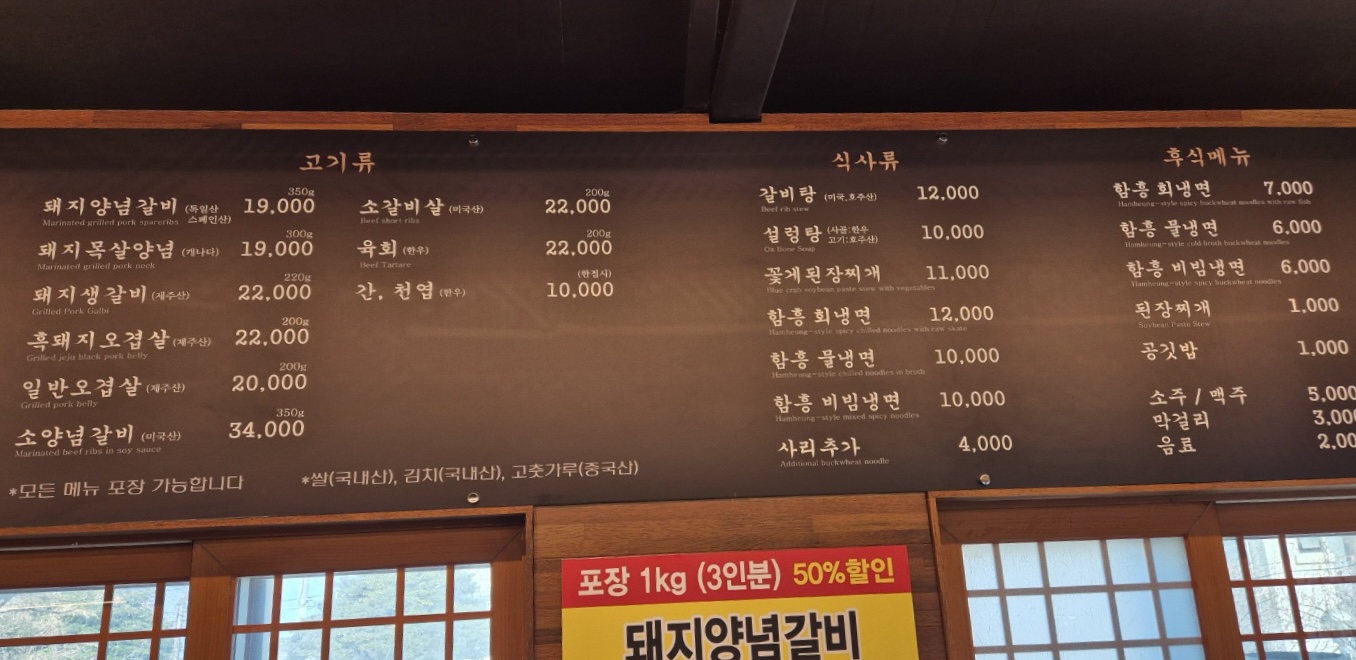 고기류
돼지양념갈비 (독일산 스페인산) 350g 19,000
Marinated grilled pork spareribs
돼지목살양념 (캐나다) 300g 19,000
Marinated grilled pork neck
돼지생갈비 (제주산) 220g 22,000
Grilled Pork Galbi
흑돼지오겹살 (제주산) 200g 22,000
Grilled jeju black pork belly
일반오겹살 (제주산) 200g 20,000
Grilled pork belly
소양념갈비 (미국산) 350g 34,000
Marinated beef ribs in soy sauce
소갈비살 (미국산) 200g 22,000
Beef short ribs
육회 (한우) 200g 22,000
Beef Tartare
간, 천엽 (한우) (한접시) 10,000
*모든 메뉴 포장 가능합니다
*쌀(국내산), 김치(국내산), 고춧가루(중국산)
식사류
갈비탕 (미국,호주산) 12,000
Beef rib stew
설렁탕 (사골:한우 고기:호주산) 10,000
Ox Bone Soup
꽃게된장찌개 11,000
Blue crab soybean paste stew with vegetables
함흥 회냉면 12,000
Hamheung-style spicy chilled noodles with raw skate
함흥 물냉면 10,000
Hamheung-style chilled noodles in broth
함흥 비빔냉면 10,000
Hamheung-style mixed spicy noodles
사리추가 4,000
Additional buckwheat noodle
후식메뉴
함흥 회냉면 7,000
Hamheung-style spicy buckwheat noodles with raw fish
함흥 물냉면 6,000
Hamheung-style cold broth buckwheat noodles
함흥 비빔냉면 6,000
Hamheung-style spicy buckwheat noodles
된장찌개 1,000
Soybean Paste Stew
공깃밥 1,000
소주 / 맥주 5,000
막걸리 3,000
음료 2,00
포장 1kg (3인분) 50%할인
돼지양념갈비